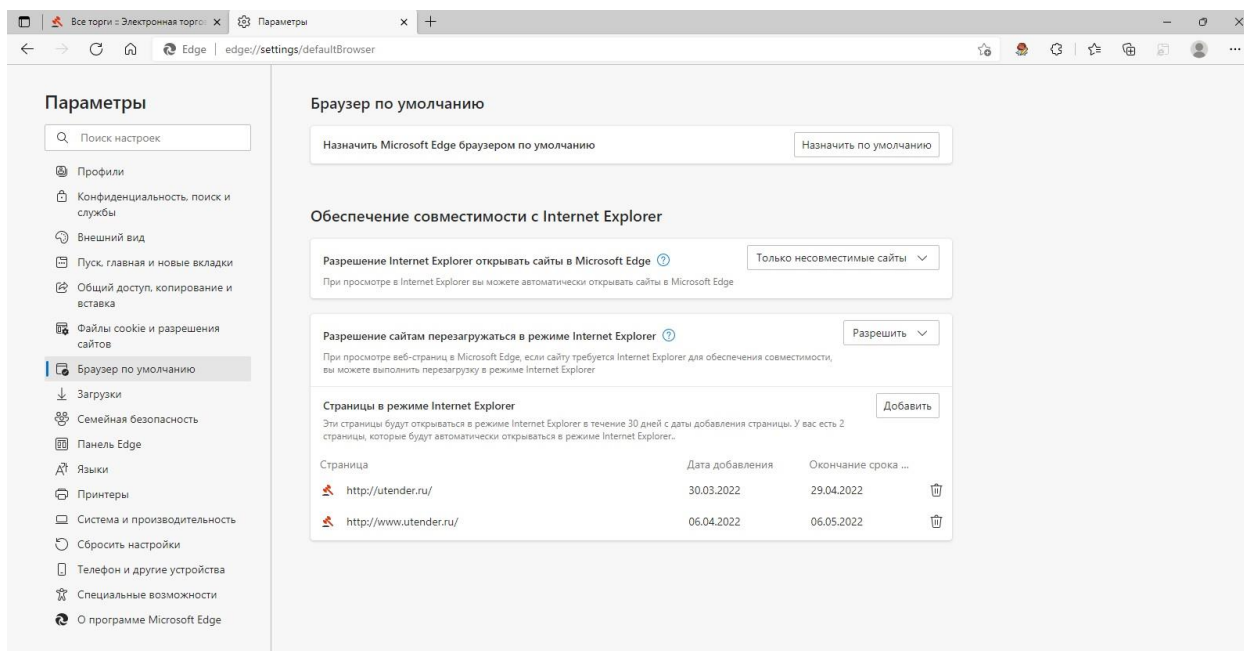 Все торги :: Электронная торгов
Параметры
Edge | edge://settings/defaultBrowser
Параметры
Поиск настроек
Профили
Конфиденциальность, поиск и
службы
Внешний вид
Пуск, главная и новые вкладки
Общий доступ, копирование и
вставка
Файлы cookie и разрешения
сайтов
Браузер по умолчанию
Загрузки
Семейная безопасность
Панель Edge
Языки
Принтеры
Система и производительность
Сбросить настройки
Телефон и другие устройства
Специальные возможности
О программе Microsoft Edge
Браузер по умолчанию
Назначить Microsoft Edge браузером по умолчанию
Назначить по умолчанию
Обеспечение совместимости с Internet Explorer
Разрешение Internet Explorer открывать сайты в Microsoft Edge
Только несовместимые сайты
При просмотре в Internet Explorer вы можете автоматически открывать сайты в Microsoft Edge
Разрешение сайтам перезагружаться в режиме Internet Explorer
Разрешить
При просмотре веб-страниц в Microsoft Edge, если сайту требуется Internet Explorer для обеспечения совместимости,
вы можете выполнить перезагрузку в режиме Internet Explorer
Страницы в режиме Internet Explorer
Добавить
Эти страницы будут открываться в режиме Internet Explorer в течение 30 дней с даты добавления страницы. У вас есть 2
страницы, которые будут автоматически открываться в режиме Internet Explorer..
Страница Дата добавления Окончание срока ...
http://utender.ru/ 30.03.2022 29.04.2022
http://www.utender.ru/ 06.04.2022 06.05.2022